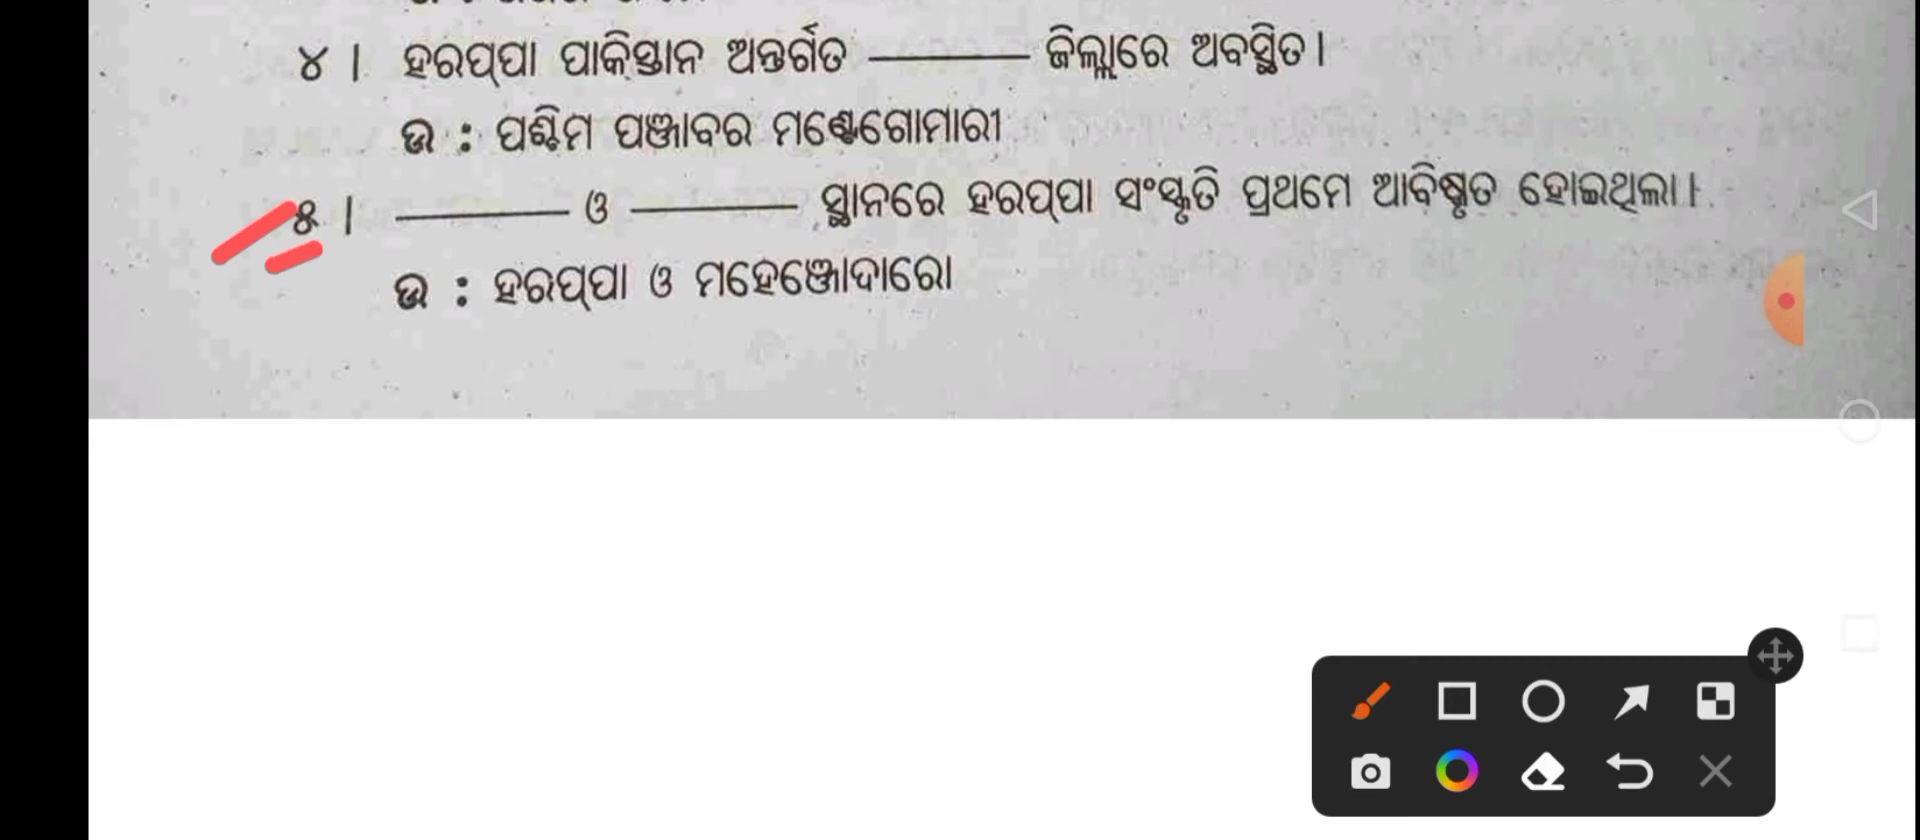 ୪ । ହରପ୍‌ପା ପାକିସ୍ତାନ ଅନ୍ତର୍ଗତ ———— ଜିଲ୍ଲାରେ ଅବସ୍ଥିତ।
ଉ : ପଶ୍ଚିମ ପଞ୍ଜାବର ମଣ୍ଟେଗୋମାରୀ
୫ । ———— ଓ ———— ସ୍ଥାନରେ ହରପ୍‌ପା ସଂସ୍କୃତି ପ୍ରଥମେ ଆବିଷ୍କୃତ ହୋଇଥିଲା।
ଉ : ହରପ୍‌ପା ଓ ମହେଞ୍ଜୋଦାରୋ